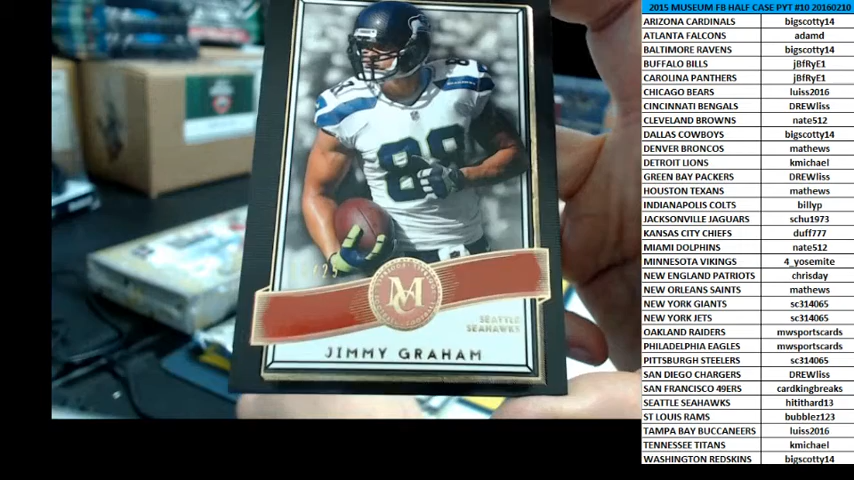 88
/25
SEATTLE
SEAHAWKS
JIMMY GRAHAM
2015 MUSEUM FB HALF CASE PYT #10 20160210
ARIZONA CARDINALS bigscotty14
ATLANTA FALCONS adamd
BALTIMORE RAVENS bigscotty14
BUFFALO BILLS jBfRyE1
CAROLINA PANTHERS jBfRyE1
CHICAGO BEARS luiss2016
CINCINNATI BENGALS DREWliss
CLEVELAND BROWNS nate512
DALLAS COWBOYS bigscotty14
DENVER BRONCOS mathews
DETROIT LIONS kmichael
GREEN BAY PACKERS DREWliss
HOUSTON TEXANS mathews
INDIANAPOLIS COLTS billyp
JACKSONVILLE JAGUARS schu1973
KANSAS CITY CHIEFS duff777
MIAMI DOLPHINS nate512
MINNESOTA VIKINGS 4_yosemite
NEW ENGLAND PATRIOTS chrisday
NEW ORLEANS SAINTS mathews
NEW YORK GIANTS sc314065
NEW YORK JETS sc314065
OAKLAND RAIDERS mwsportscards
PHILADELPHIA EAGLES mwsportscards
PITTSBURGH STEELERS sc314065
SAN DIEGO CHARGERS DREWliss
SAN FRANCISCO 49ERS cardkingbreaks
SEATTLE SEAHAWKS hitithard13
ST LOUIS RAMS bubblez123
TAMPA BAY BUCCANEERS luiss2016
TENNESSEE TITANS kmichael
WASHINGTON REDSKINS bigscotty14